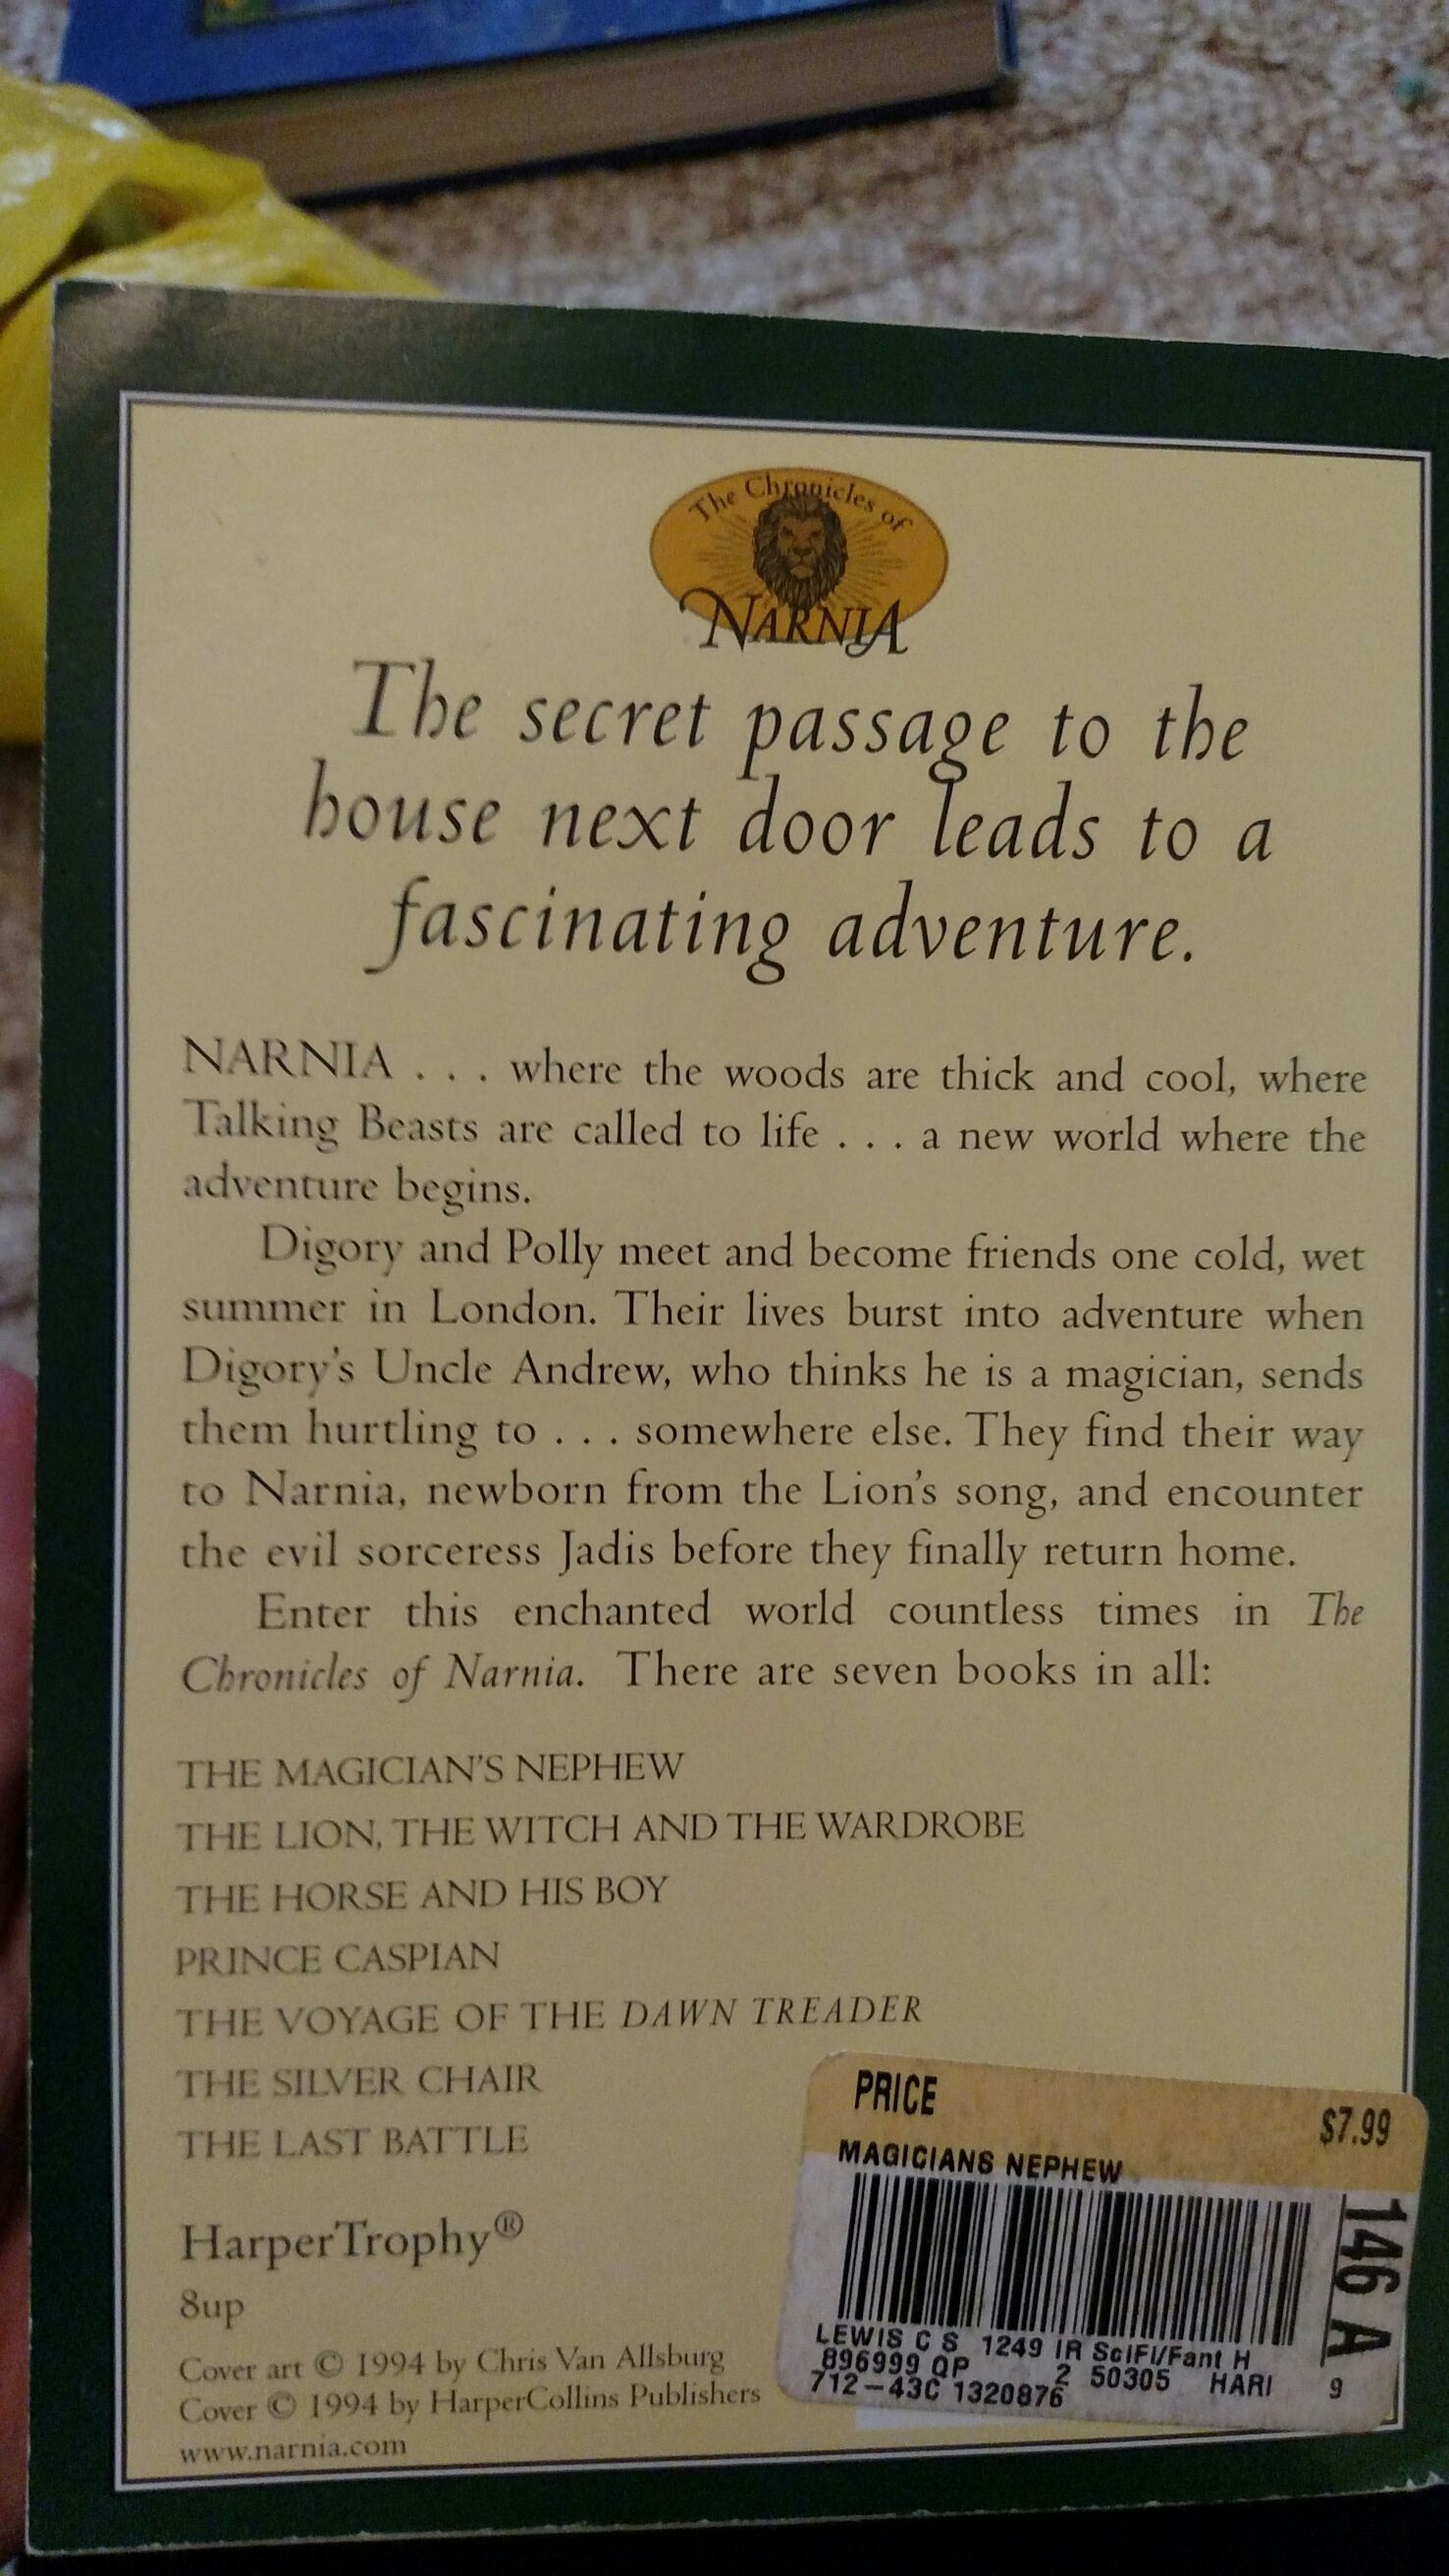 The Chronicles of
NARNIA
The secret passage to the
house next door leads to a
fascinating adventure.
NARNIA . . . where the woods are thick and cool, where
Talking Beasts are called to life . . . a new world where the
adventure begins.
Digory and Polly meet and become friends one cold, wet
summer in London. Their lives burst into adventure when
Digory's Uncle Andrew, who thinks he is a magician, sends
them hurtling to . . . somewhere else. They find their way
to Narnia, newborn from the Lion's song, and encounter
the evil sorceress Jadis before they finally return home.
Enter this enchanted world countless times in The
Chronicles of Narnia. There are seven books in all:
THE MAGICIAN'S NEPHEW
THE LION, THE WITCH AND THE WARDROBE
THE HORSE AND HIS BOY
PRINCE CASPIAN
THE VOYAGE OF THE DAWN TREADER
THE SILVER CHAIR
THE LAST BATTLE
HarperTrophy®
8up
Cover art © 1994 by Chris Van Allsburg
Cover © 1994 by HarperCollins Publishers
www.narnia.com
PRICE $7.99
MAGICIANS NEPHEW
LEWIS C S 1249 IR SciFi/Fant H
896999 QP 2 50305 HARI 9
712-43C 1320876
146 A